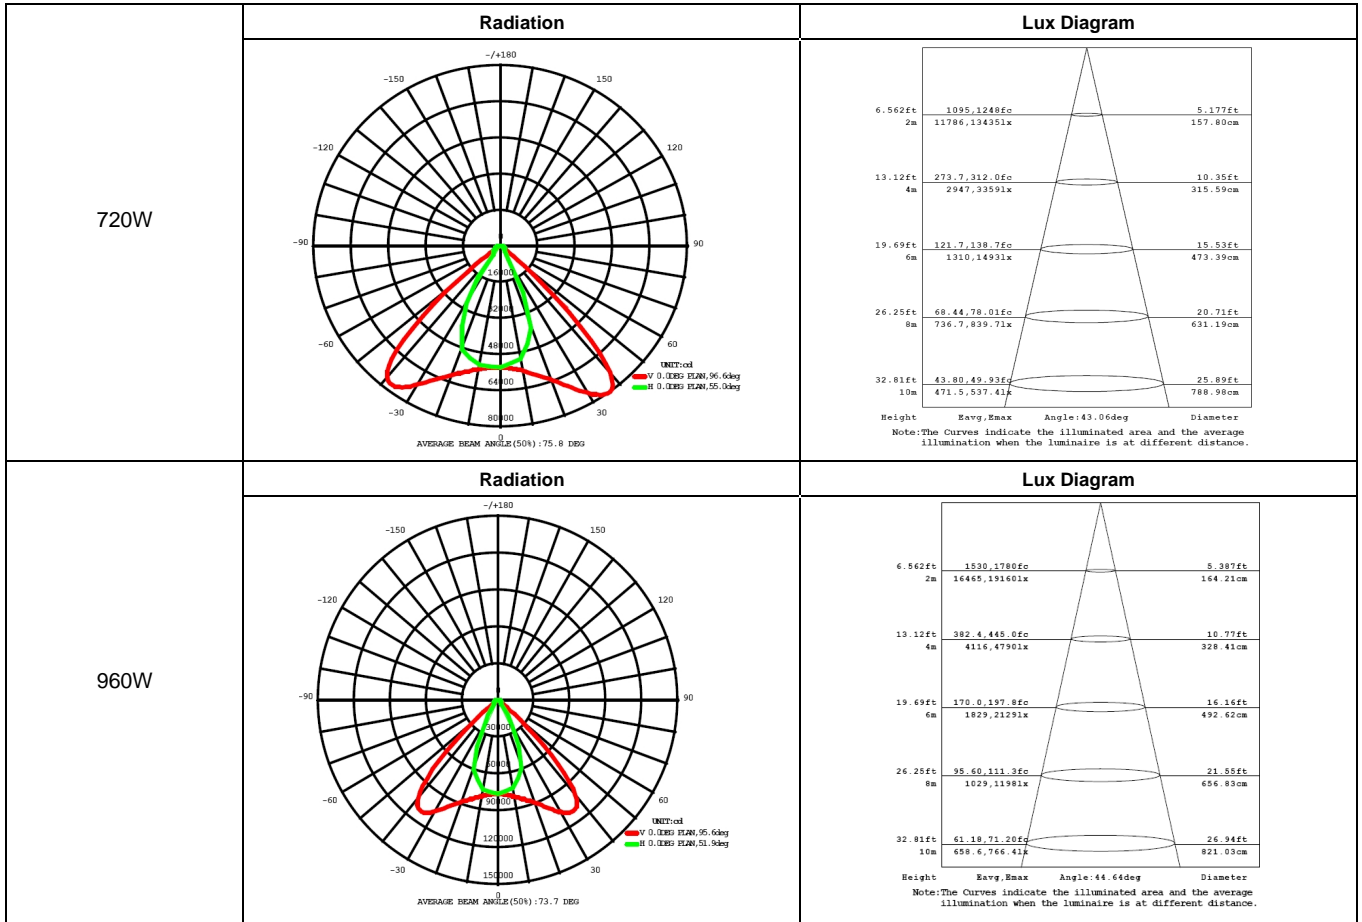 Radiation
Lux Diagram
720W
-/+180
-150
150
-120
120
-90
90
-60
60
-30
30
0
0
16000
32000
48000
64000
80000
UNIT:cd
V 0.0DEG PLAN,96.6deg
H 0.0DEG PLAN,55.0deg
AVERAGE BEAM ANGLE(50%):75.8 DEG
6.562ft 1095,1248fc 5.177ft
2m 11786,13435lx 157.80cm
13.12ft 273.7,312.0fc 10.35ft
4m 2947,3359lx 315.59cm
19.69ft 121.7,138.7fc 15.53ft
6m 1310,1493lx 473.39cm
26.25ft 68.44,78.01fc 20.71ft
8m 736.7,839.7lx 631.19cm
32.81ft 43.80,49.93fc 25.89ft
10m 471.5,537.4lx 788.98cm
Height Eavg,Emax Angle:43.06deg Diameter
Note:The Curves indicate the illuminated area and the average
illumination when the luminaire is at different distance.
Radiation
Lux Diagram
960W
-/+180
-150
150
-120
120
-90
90
-60
60
-30
30
0
0
30000
60000
90000
120000
150000
UNIT:cd
V 0.0DEG PLAN,95.6deg
H 0.0DEG PLAN,51.9deg
AVERAGE BEAM ANGLE(50%):73.7 DEG
6.562ft 1530,1780fc 5.387ft
2m 16465,19160lx 164.21cm
13.12ft 382.4,445.0fc 10.77ft
4m 4116,4790lx 328.41cm
19.69ft 170.0,197.8fc 16.16ft
6m 1829,2129lx 492.62cm
26.25ft 95.60,111.3fc 21.55ft
8m 1029,1198lx 656.83cm
32.81ft 61.18,71.20fc 26.94ft
10m 658.6,766.4lx 821.03cm
Height Eavg,Emax Angle:44.64deg Diameter
Note:The Curves indicate the illuminated area and the average
illumination when the luminaire is at different distance.